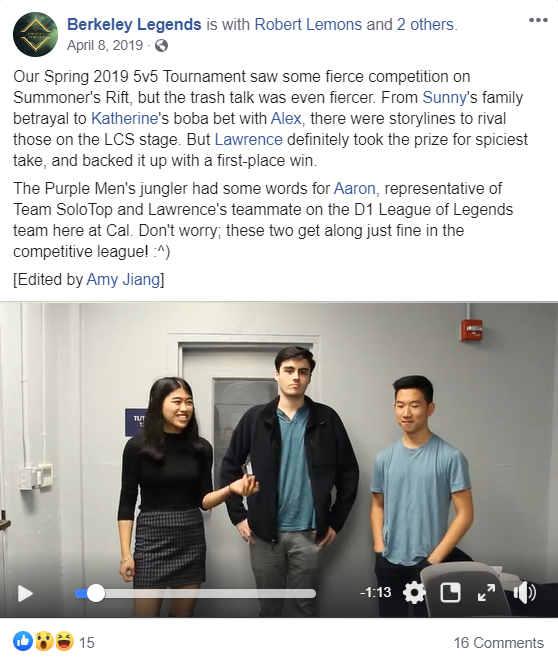 Berkeley Legends is with Robert Lemons and 2 others.
April 8, 2019 ·
Our Spring 2019 5v5 Tournament saw some fierce competition on
Summoner's Rift, but the trash talk was even fiercer. From Sunny's family
betrayal to Katherine's boba bet with Alex, there were storylines to rival
those on the LCS stage. But Lawrence definitely took the prize for spiciest
take, and backed it up with a first-place win.
The Purple Men's jungler had some words for Aaron, representative of
Team SoloTop and Lawrence's teammate on the D1 League of Legends
team here at Cal. Don't worry; these two get along just fine in the
competitive league! :^)
[Edited by Amy Jiang]
TUT
-1:13
15
16 Comments